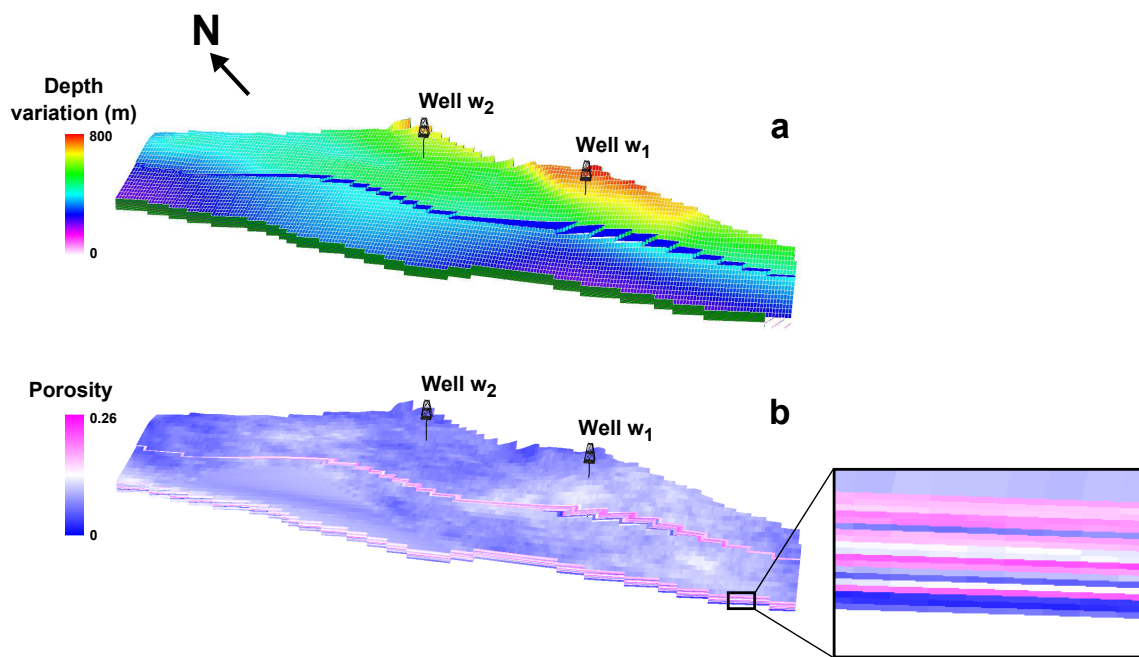 N
Depth
variation (m)
800
0
Well w2
Well w1
a
Porosity
0.26
0
Well w2
Well w1
b